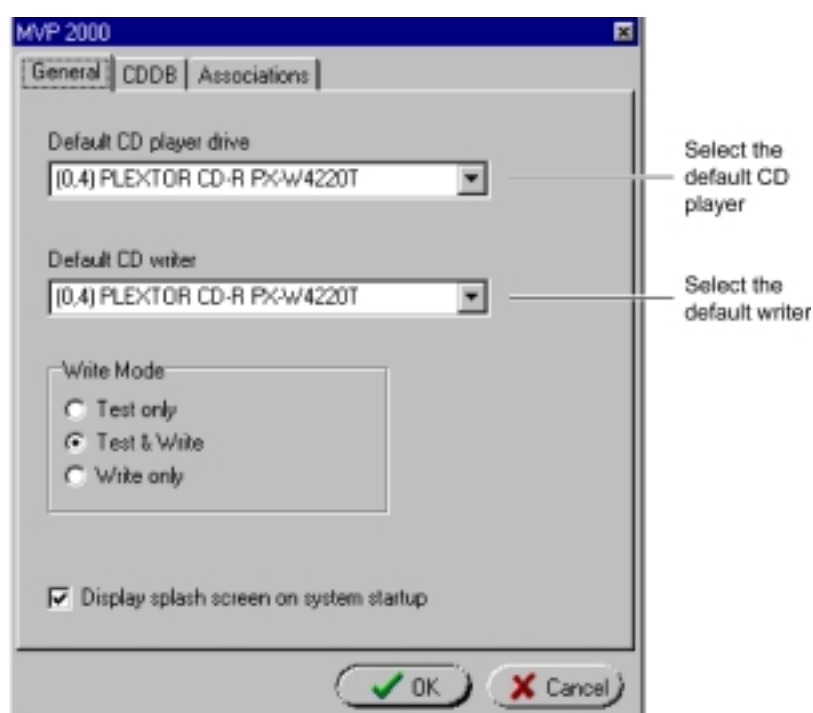 MVP 2000
General CDDB Associations
Default CD player drive
(0,4) PLEXTOR CD-R PX-W4220T
Select the
default CD
player
Default CD writer
(0,4) PLEXTOR CD-R PX-W4220T
Select the
default writer
Write Mode
Test only
Test & Write
Write only
Display splash screen on system startup
OK Cancel